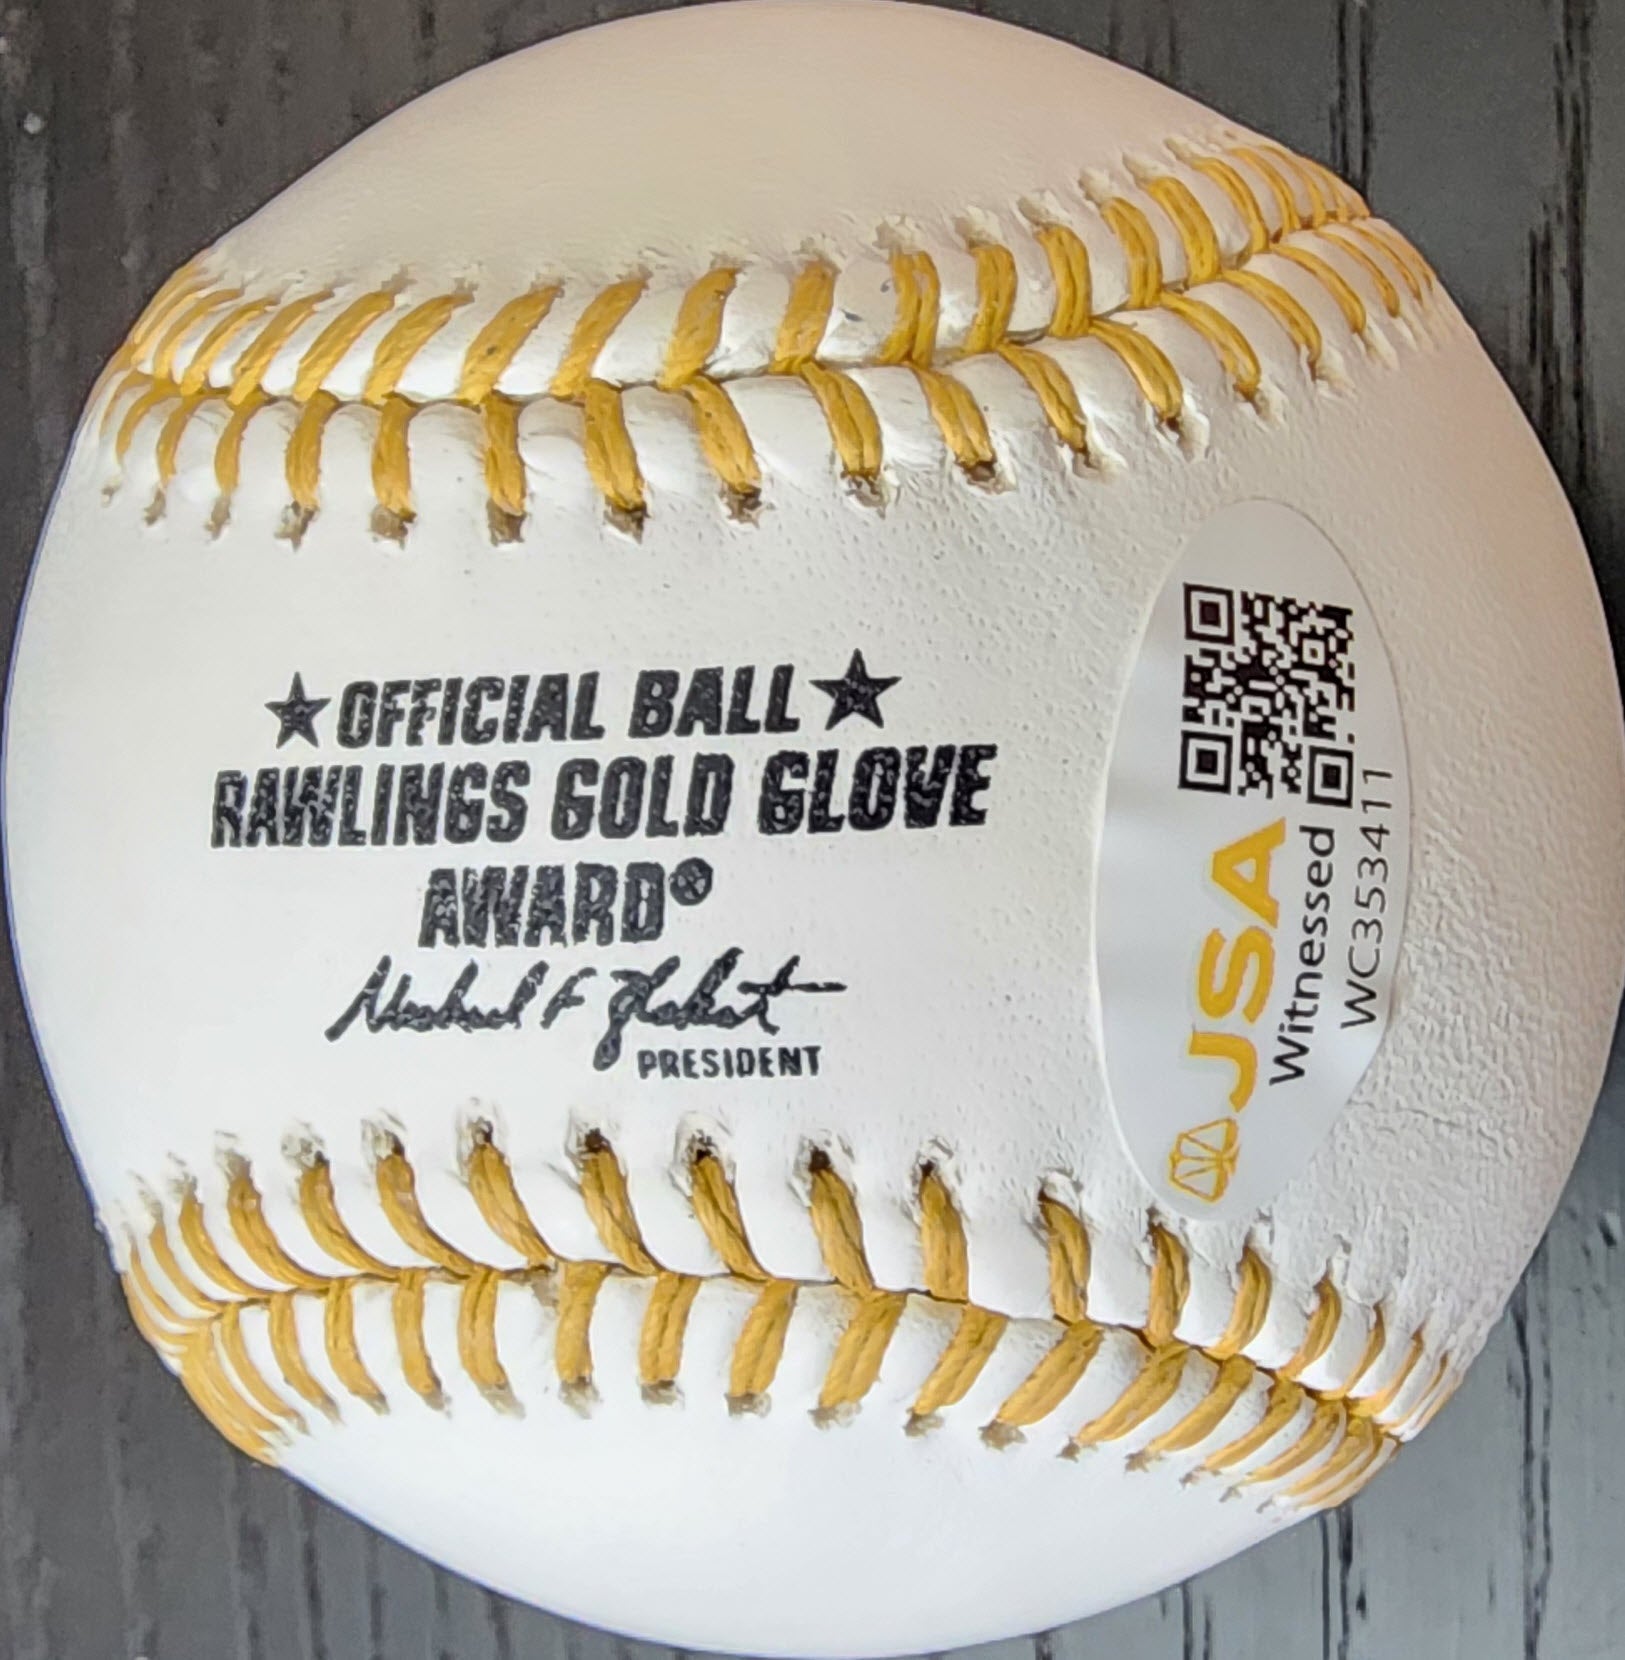 ★ OFFICIAL BALL ★
RAWLINGS GOLD GLOVE
AWARD®
PRESIDENT
JSA
Witnessed
WC353411